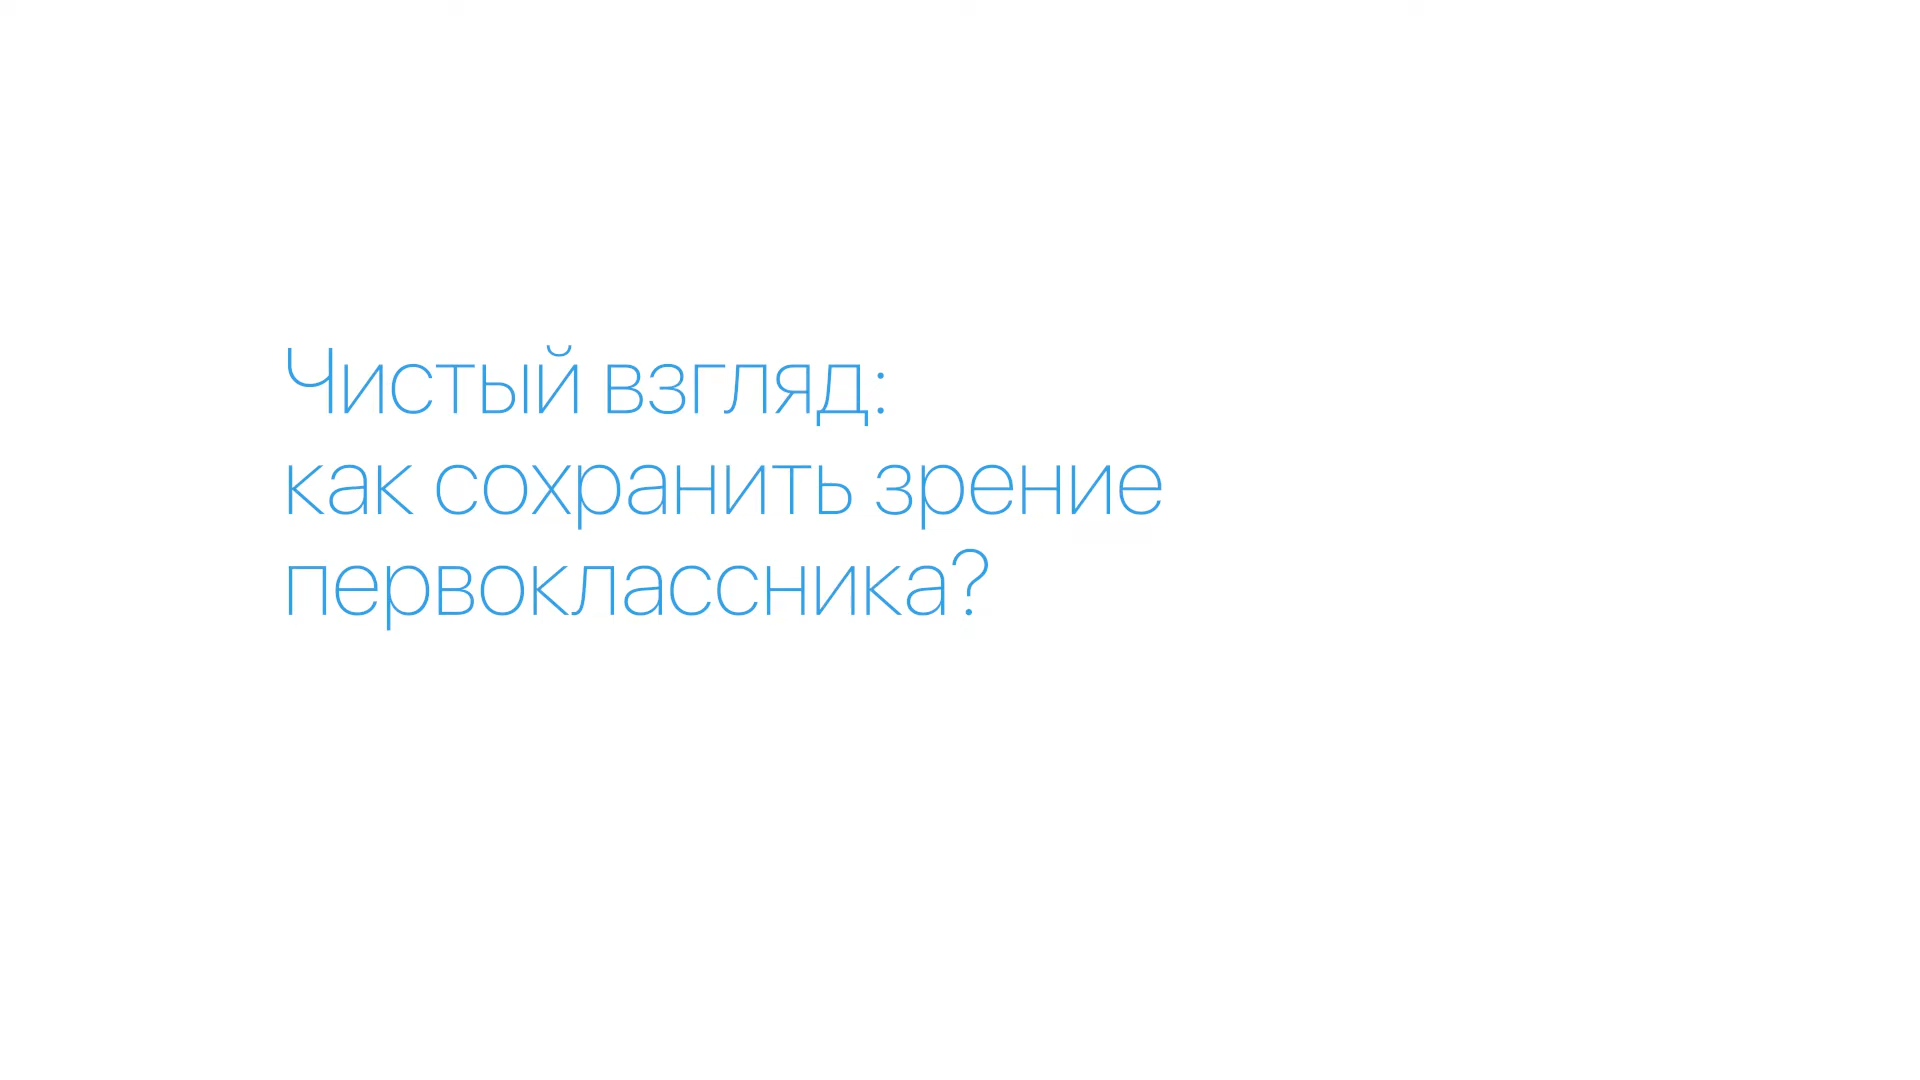 Чистый взгляд:
как сохранить зрение
первоклассника?